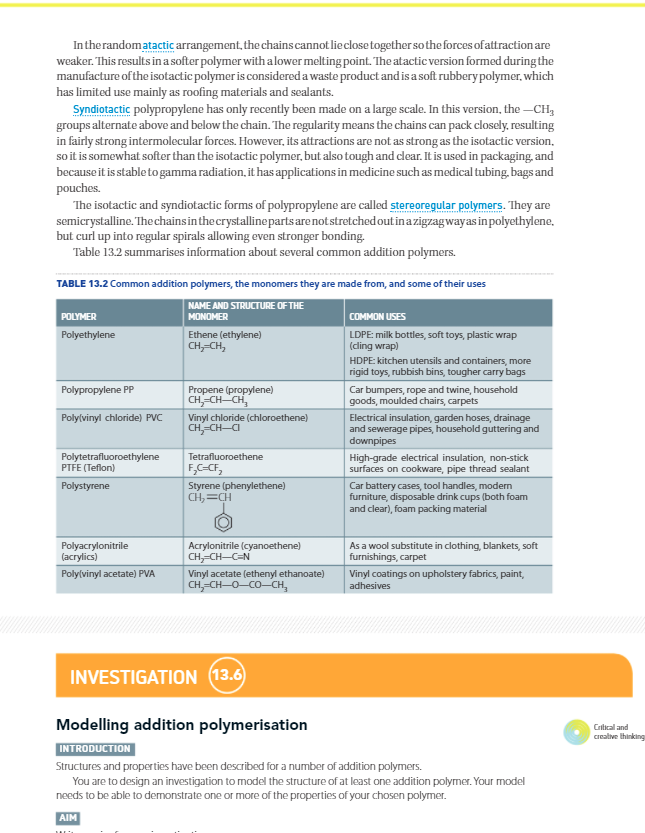 In the random atactic arrangement, the chains cannot lie close together so the forces of attraction are
weaker. This results in a softer polymer with a lower melting point. The atactic version formed during the
manufacture of the isotactic polymer is considered a waste product and is a soft rubbery polymer, which
has limited use mainly as roofing materials and sealants.
Syndiotactic polypropylene has only recently been made on a large scale. In this version, the —CH₃
groups alternate above and below the chain. The regularity means the chains can pack closely, resulting
in fairly strong intermolecular forces. However, its attractions are not as strong as the isotactic version,
so it is somewhat softer than the isotactic polymer, but also tough and clear. It is used in packaging, and
because it is stable to gamma radiation, it has applications in medicine such as medical tubing, bags and
pouches.
The isotactic and syndiotactic forms of polypropylene are called stereoregular polymers. They are
semicrystalline. The chains in the crystalline parts are not stretched out in a zigzag way as in polyethylene,
but curl up into regular spirals allowing even stronger bonding.
Table 13.2 summarises information about several common addition polymers.
TABLE 13.2 Common addition polymers, the monomers they are made from, and some of their uses
POLYMER
NAME AND STRUCTURE OF THE
MONOMER
COMMON USES
Polyethylene
Ethene (ethylene)
CH₂=CH₂
LDPE: milk bottles, soft toys, plastic wrap
(cling wrap)
HDPE: kitchen utensils and containers, more
rigid toys, rubbish bins, tougher carry bags
Polypropylene PP
Propene (propylene)
CH₂=CH—CH₃
Car bumpers, rope and twine, household
goods, moulded chairs, carpets
Poly(vinyl chloride) PVC
Vinyl chloride (chloroethene)
CH₂=CH—Cl
Electrical insulation, garden hoses, drainage
and sewerage pipes, household guttering and
downpipes
Polytetrafluoroethylene
PTFE (Teflon)
Tetrafluoroethene
F₂C=CF₂
High-grade electrical insulation, non-stick
surfaces on cookware, pipe thread sealant
Polystyrene
Styrene (phenylethene)
CH₂=CH
Car battery cases, tool handles, modern
furniture, disposable drink cups (both foam
and clear), foam packing material
Polyacrylonitrile
(acrylics)
Acrylonitrile (cyanoethene)
CH₂=CH—C≡N
As a wool substitute in clothing, blankets, soft
furnishings, carpet
Poly(vinyl acetate) PVA
Vinyl acetate (ethenyl ethanoate)
CH₂=CH—O—CO—CH₃
Vinyl coatings on upholstery fabrics, paint,
adhesives
INVESTIGATION 13.6
Modelling addition polymerisation
Critical and
creative thinking
INTRODUCTION
Structures and properties have been described for a number of addition polymers.
You are to design an investigation to model the structure of at least one addition polymer. Your model
needs to be able to demonstrate one or more of the properties of your chosen polymer.
AIM